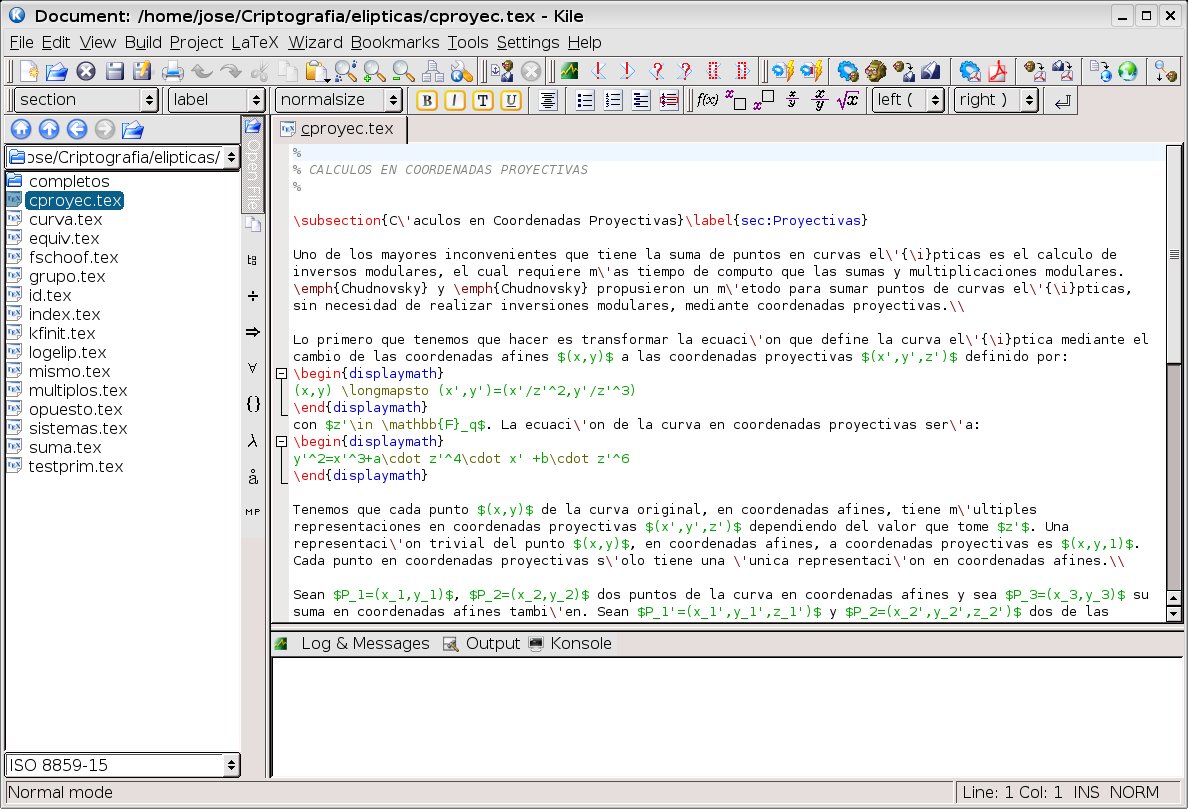 Document: /home/jose/Criptografia/elipticas/cproyec.tex - Kile
File Edit View Build Project LaTeX Wizard Bookmarks Tools Settings Help
section label normalsize B I T U left ( right )
cproyec.tex
Open File
ose/Criptografia/elipticas/
completos
cproyec.tex
curva.tex
equiv.tex
fschoof.tex
grupo.tex
id.tex
index.tex
kfinit.tex
logelip.tex
mismo.tex
multiplos.tex
opuesto.tex
sistemas.tex
suma.tex
testprim.tex
%
% CALCULOS EN COORDENADAS PROYECTIVAS
%
\subsection{C\'aculos en Coordenadas Proyectivas}\label{sec:Proyectivas}
Uno de los mayores inconvenientes que tiene la suma de puntos en curvas el\'{\i}pticas es el calculo de
inversos modulares, el cual requiere m\'as tiempo de computo que las sumas y multiplicaciones modulares.
\emph{Chudnovsky} y \emph{Chudnovsky} propusieron un m\'etodo para sumar puntos de curvas el\'{\i}pticas,
sin necesidad de realizar inversiones modulares, mediante coordenadas proyectivas.\\
Lo primero que tenemos que hacer es transformar la ecuaci\'on que define la curva el\'{\i}ptica mediante el
cambio de las coordenadas afines $(x,y)$ a las coordenadas proyectivas $(x',y',z')$ definido por:
\begin{displaymath}
(x,y) \longmapsto (x',y')=(x'/z'^2,y'/z'^3)
\end{displaymath}
con $z'\in \mathbb{F}_q$. La ecuaci\'on de la curva en coordenadas proyectivas ser\'a:
\begin{displaymath}
y'^2=x'^3+a\cdot z'^4\cdot x' +b\cdot z'^6
\end{displaymath}
Tenemos que cada punto $(x,y)$ de la curva original, en coordenadas afines, tiene m\'ultiples
representaciones en coordenadas proyectivas $(x',y',z')$ dependiendo del valor que tome $z'$. Una
representaci\'on trivial del punto $(x,y)$, en coordenadas afines, a coordenadas proyectivas es $(x,y,1)$.
Cada punto en coordenadas proyectivas s\'olo tiene una \'unica representaci\'on en coordenadas afines.\\
Sean $P_1=(x_1,y_1)$, $P_2=(x_2,y_2)$ dos puntos de la curva en coordenadas afines y sea $P_3=(x_3,y_3)$ su
suma en coordenadas afines tambi\'en. Sean $P_1'=(x_1',y_1',z_1')$ y $P_2=(x_2',y_2',z_2')$ dos de las
Log & Messages Output Konsole
ISO 8859-15
Normal mode Line: 1 Col: 1 INS NORM